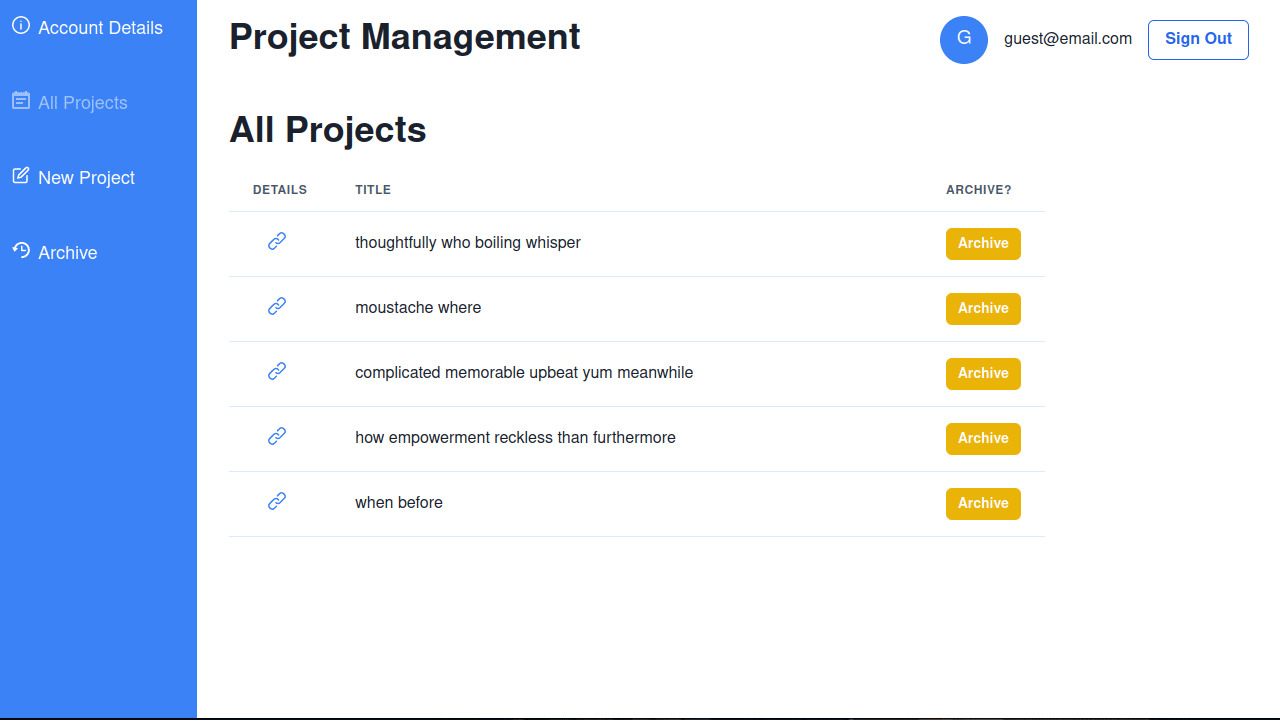 Account Details
All Projects
New Project
Archive
Project Management
G
guest@email.com
Sign Out
All Projects
DETAILS TITLE ARCHIVE?
thoughtfully who boiling whisper Archive
moustache where Archive
complicated memorable upbeat yum meanwhile Archive
how empowerment reckless than furthermore Archive
when before Archive